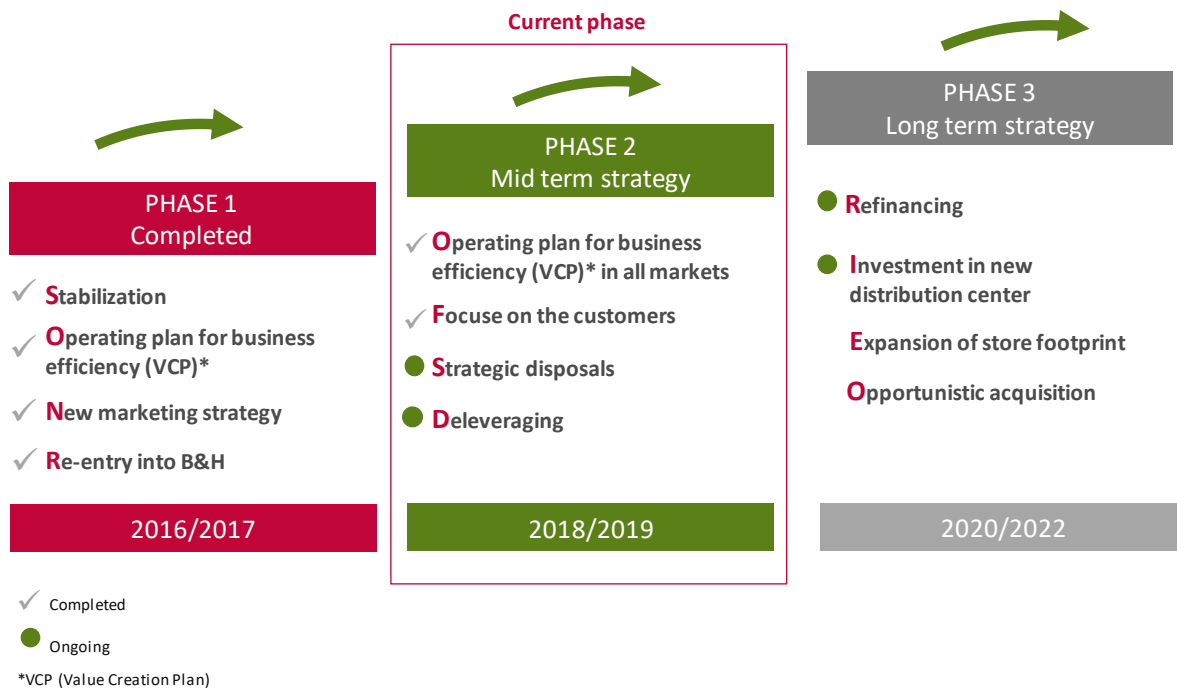 Current phase
PHASE 1
Completed
Stabilization
Operating plan for business
efficiency (VCP)*
New marketing strategy
Re-entry into B&H
2016/2017
PHASE 2
Mid term strategy
Operating plan for business
efficiency (VCP)* in all markets
Focuse on the customers
Strategic disposals
Deleveraging
2018/2019
PHASE 3
Long term strategy
Refinancing
Investment in new
distribution center
Expansion of store footprint
Opportunistic acquisition
2020/2022
Completed
Ongoing
*VCP (Value Creation Plan)